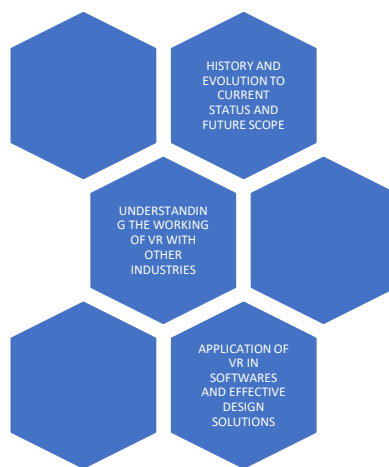 HISTORY AND
EVOLUTION TO
CURRENT
STATUS AND
FUTURE SCOPE
UNDERSTANDIN
G THE WORKING
OF VR WITH
OTHER
INDUSTRIES
APPLICATION OF
VR IN
SOFTWARES
AND EFFECTIVE
DESIGN
SOLUTIONS